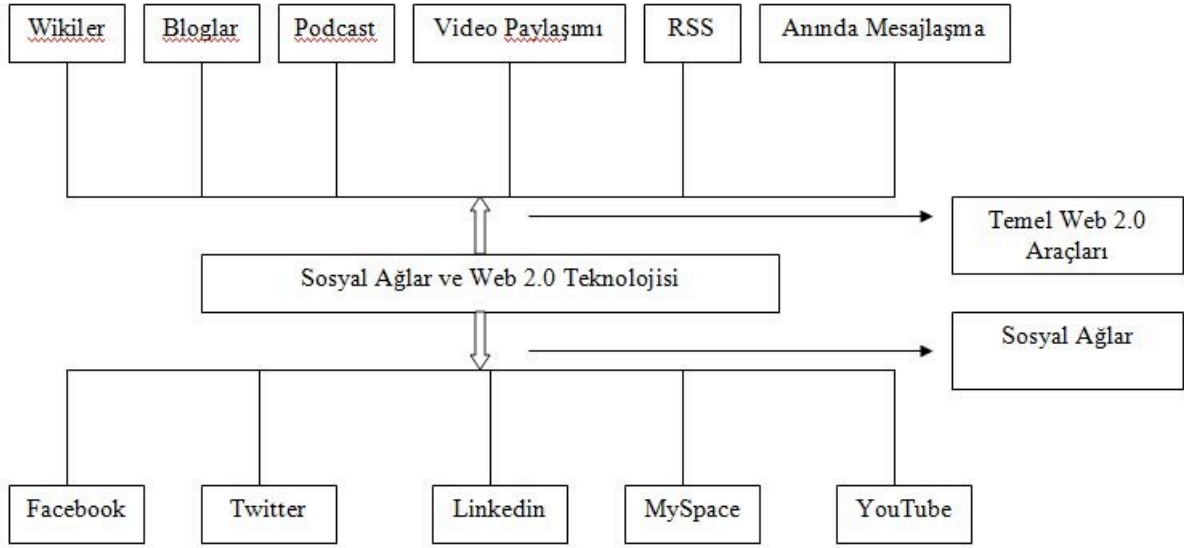 Wikiler
Bloglar
Podcast
Video Paylaşımı
RSS
Anında Mesajlaşma
Temel Web 2.0
Araçları
Sosyal Ağlar ve Web 2.0 Teknolojisi
Sosyal Ağlar
Facebook
Twitter
Linkedin
MySpace
YouTube